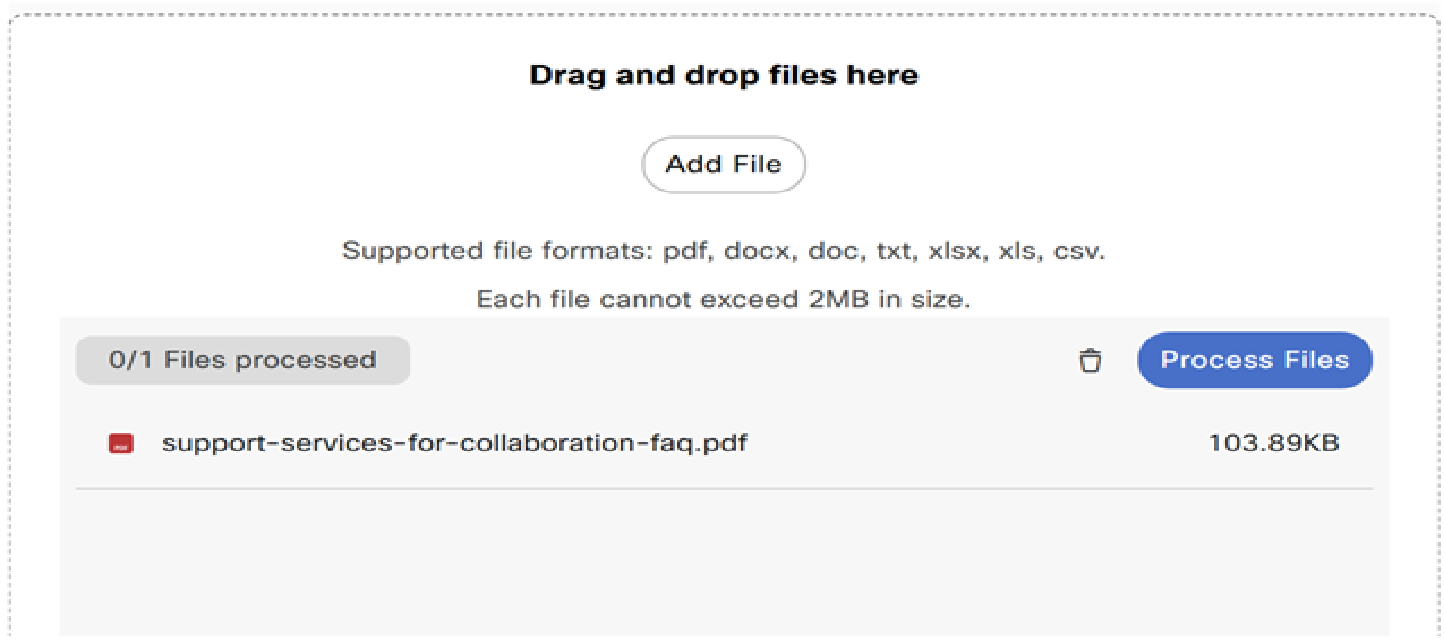 Drag and drop files here
Add File
Supported file formats: pdf, docx, doc, txt, xlsx, xls, csv.
Each file cannot exceed 2MB in size.
0/1 Files processed
Process Files
support-services-for-collaboration-faq.pdf
103.89KB